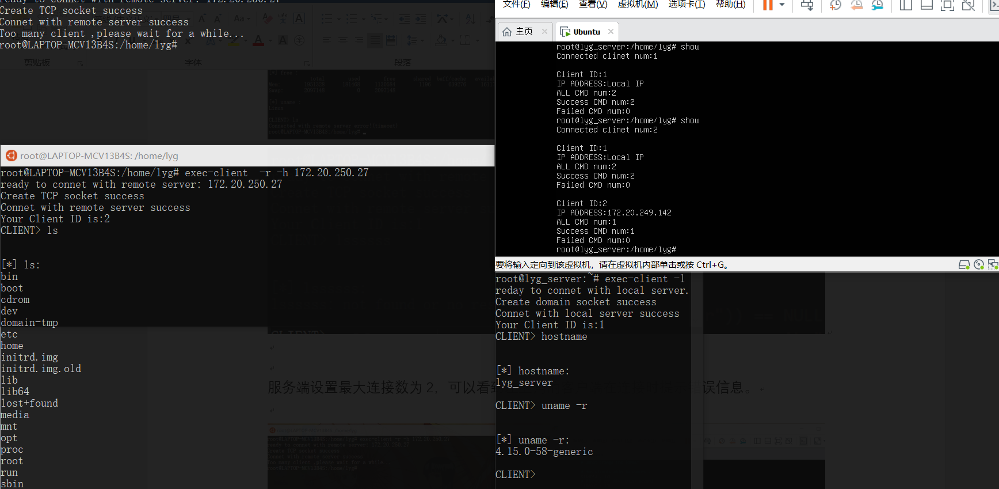 ready to connet with remote server: 172.20.250.27
Create TCP socket success
Connet with remote server success
Too many client ,please wait for a while...
root@LAPTOP-MCV13B4S:/home/lyg#
剪贴板
字体
段落
root@LAPTOP-MCV13B4S: /home/lyg
root@LAPTOP-MCV13B4S:/home/lyg# exec-client  -r -h 172.20.250.27
ready to connet with remote server: 172.20.250.27
Create TCP socket success
Connet with remote server success
Your Client ID is:2
CLIENT> ls
[*] ls:
bin
boot
cdrom
dev
domain-tmp
etc
home
initrd.img
initrd.img.old
lib
lib64
lost+found
media
mnt
opt
proc
root
run
sbin
服务端设置最大连接数为 2，可以看
误信息。
文件(F) 编辑(E) 查看(V) 虚拟机(M) 选项卡(T) 帮助(H)
主页
Ubuntu
root@lyg_server:/home/lyg# show
Connected clinet num:1
Client ID:1
IP ADDRESS:Local IP
ALL CMD num:2
Success CMD num:2
Failed CMD num:0
root@lyg_server:/home/lyg# show
Connected clinet num:2
Client ID:1
IP ADDRESS:Local IP
ALL CMD num:2
Success CMD num:2
Failed CMD num:0
Client ID:2
IP ADDRESS:172.20.249.142
ALL CMD num:1
Success CMD num:1
Failed CMD num:0
root@lyg_server:/home/lyg#
要将输入定向到该虚拟机，请在虚拟机内部单击或按 Ctrl+G。
root@lyg_server:~# exec-client -l
reday to connet with local server.
Create domain socket success
Connet with local server success
Your Client ID is:1
CLIENT> hostname
[*] hostname:
lyg_server
CLIENT> uname -r
[*] uname -r:
4.15.0-58-generic
CLIENT>